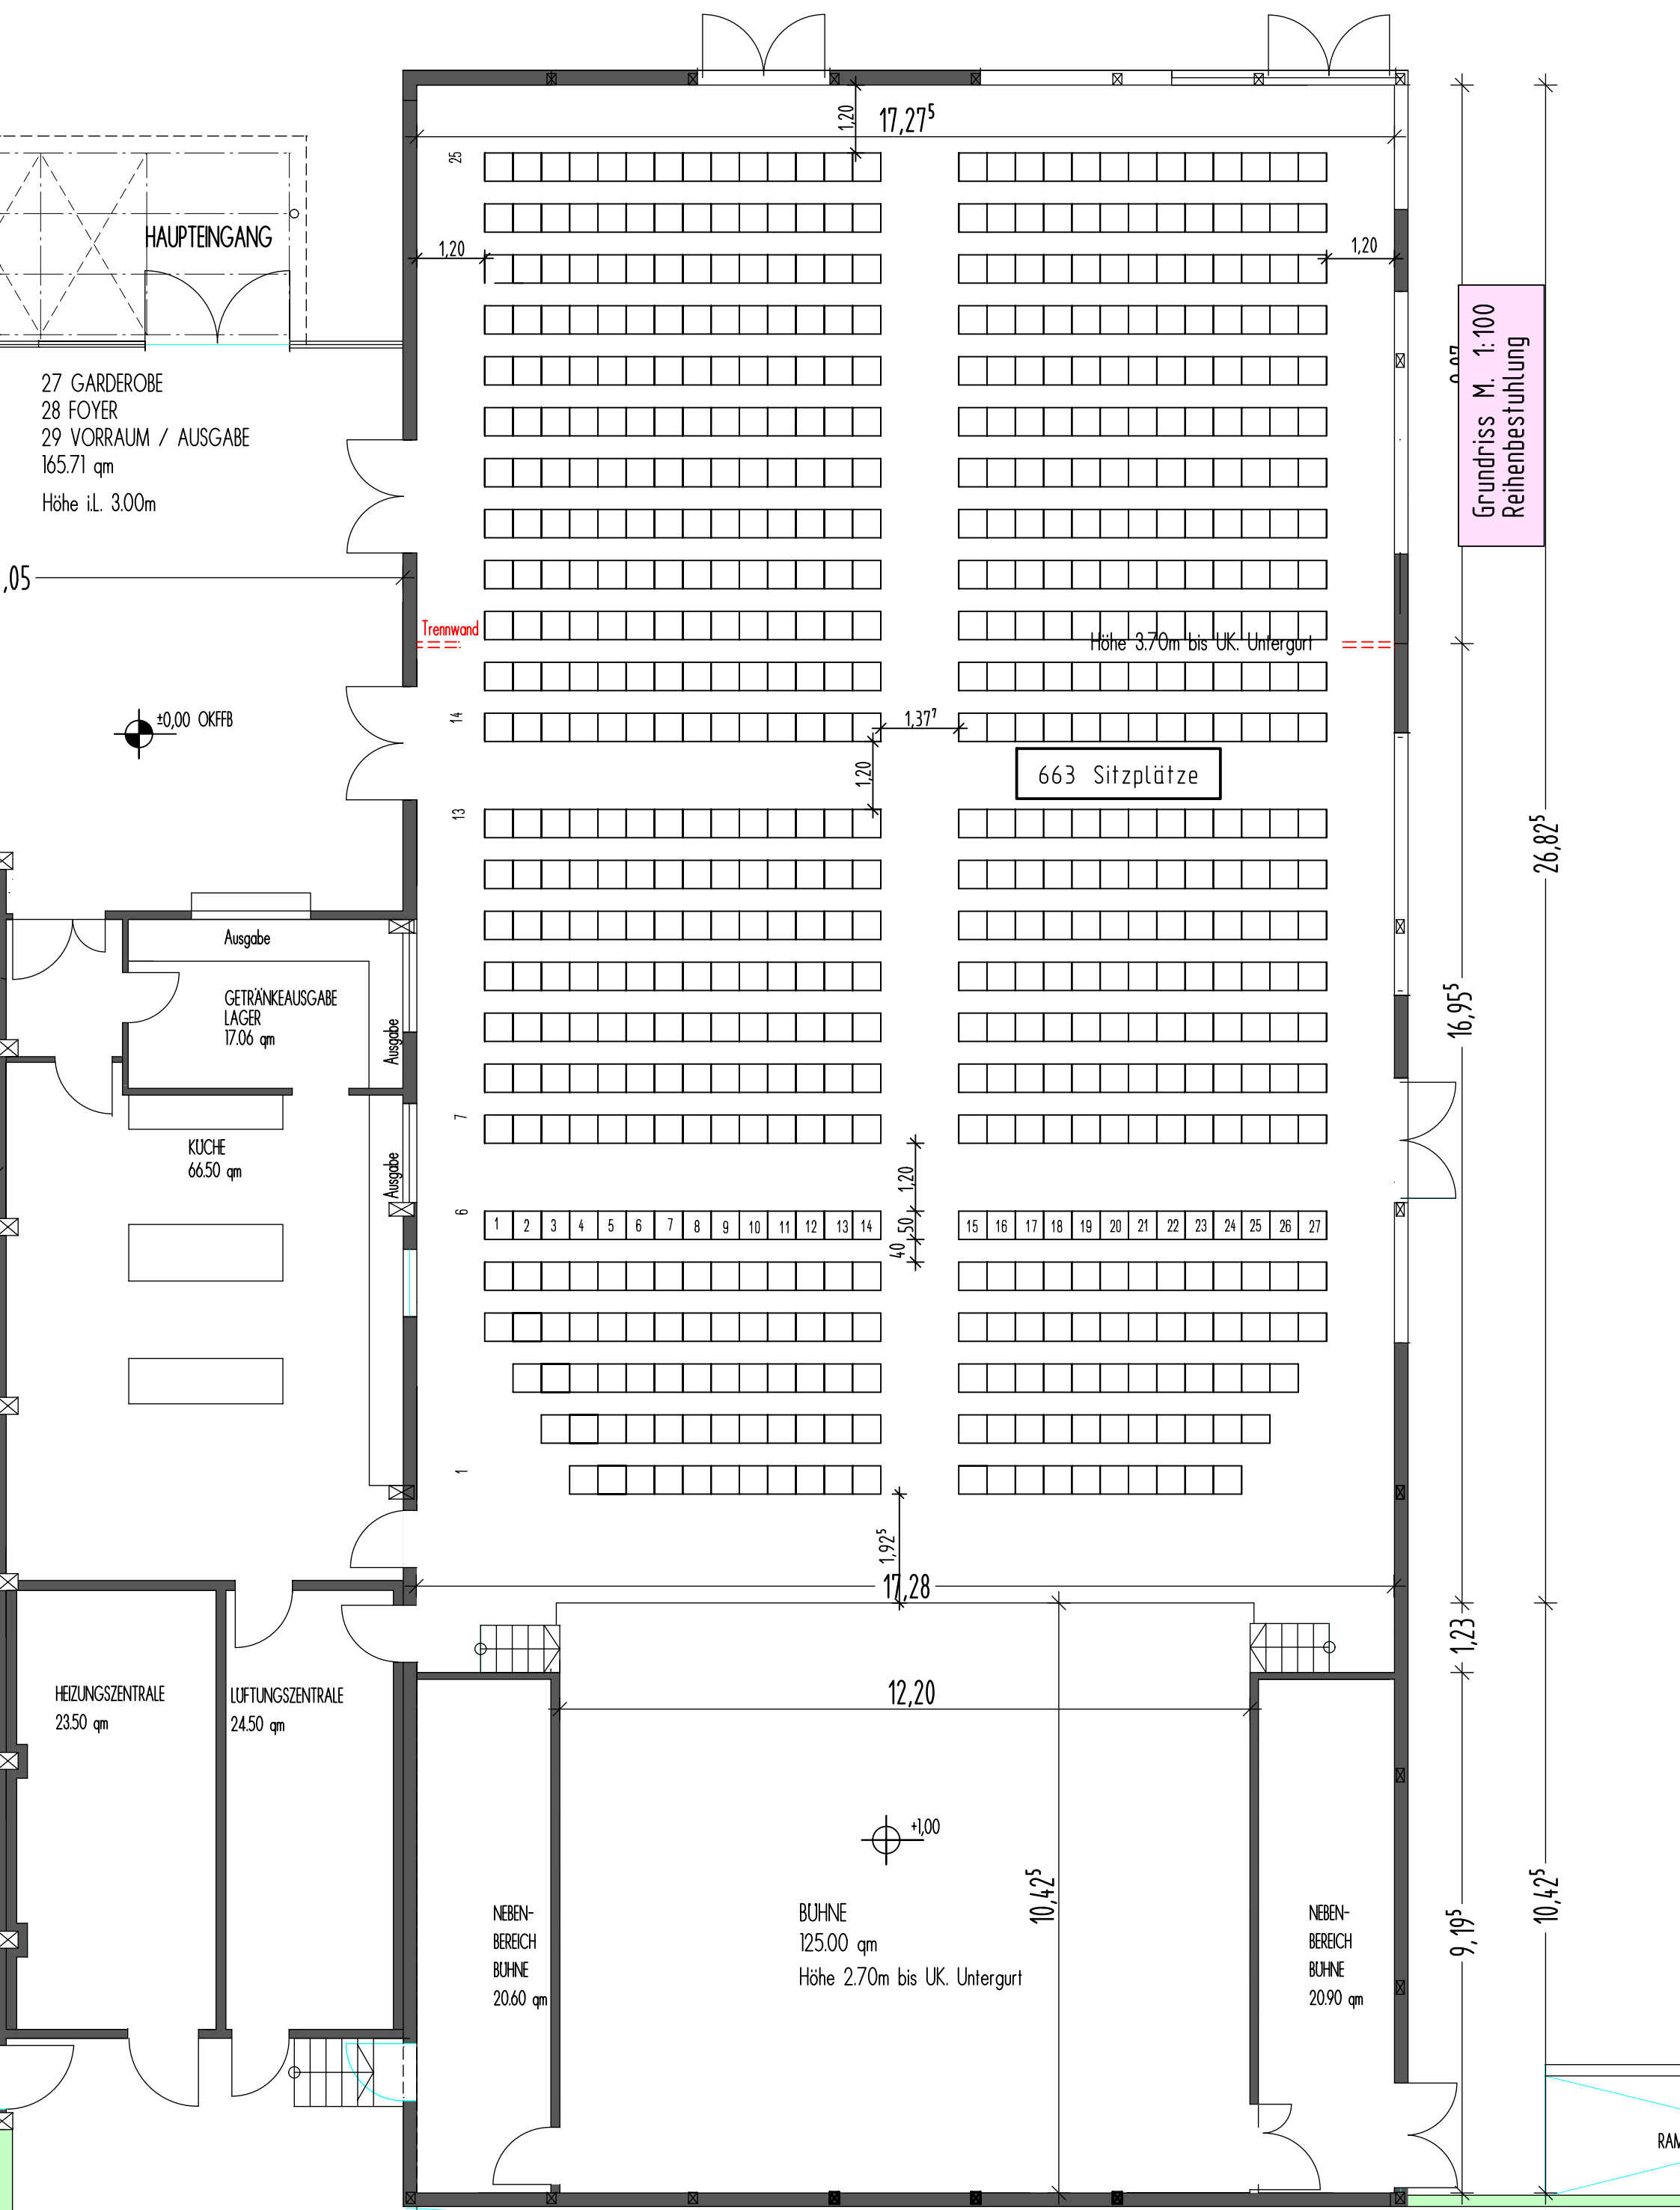 1,20
17,27⁵
25
HAUPTEINGANG
1,20
1,20
Grundriss M. 1:100
Reihenbestuhlung
27 GARDEROBE
28 FOYER
29 VORRAUM / AUSGABE
165.71 qm
Höhe i.L. 3.00m
,05
Trennwand
Höhe 3.70m bis UK. Untergurt
±0,00 OKFFB
14
1,37⁷
1,20
663 Sitzplätze
13
26,82⁵
Ausgabe
GETRÄNKEAUSGABE
LAGER
17.06 qm
Ausgabe
16,95⁵
7
KÜCHE
66.50 qm
Ausgabe
1,20
6
1 2 3 4 5 6 7 8 9 10 11 12 13 14
50
15 16 17 18 19 20 21 22 23 24 25 26 27
40
1
1,92⁵
17,28
1,23
HEIZUNGSZENTRALE
23.50 qm
LÜFTUNGSZENTRALE
24.50 qm
12,20
+1,00
NEBEN-
BEREICH
BÜHNE
20.60 qm
BÜHNE
125.00 qm
Höhe 2.70m bis UK. Untergurt
10,42⁵
NEBEN-
BEREICH
BÜHNE
20.90 qm
9,19⁵
10,42⁵